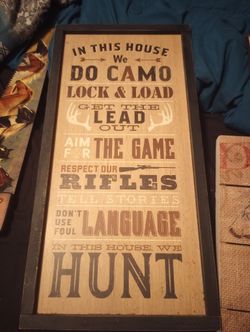 IN THIS HOUSE
We
DO CAMO
LOCK & LOAD
GET THE
LEAD
OUT
AIM
FOR THE GAME
RESPECT OUR
RIFLES
TELL STORIES
DON'T
USE
FOUL LANGUAGE
IN THIS HOUSE, WE
HUNT